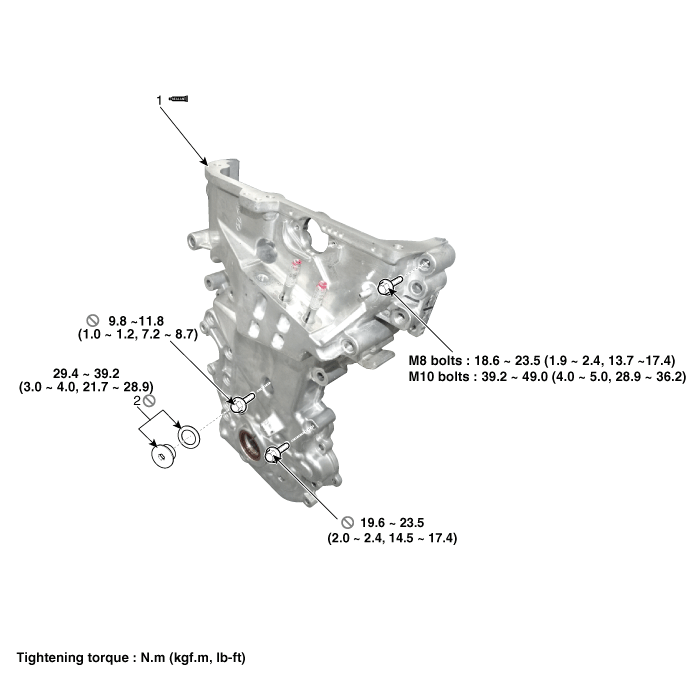 1
9.8 ~11.8
(1.0 ~ 1.2, 7.2 ~ 8.7)
29.4 ~ 39.2
(3.0 ~ 4.0, 21.7 ~ 28.9)
2
M8 bolts : 18.6 ~ 23.5 (1.9 ~ 2.4, 13.7 ~17.4)
M10 bolts : 39.2 ~ 49.0 (4.0 ~ 5.0, 28.9 ~ 36.2)
19.6 ~ 23.5
(2.0 ~ 2.4, 14.5 ~ 17.4)
Tightening torque : N.m (kgf.m, lb-ft)